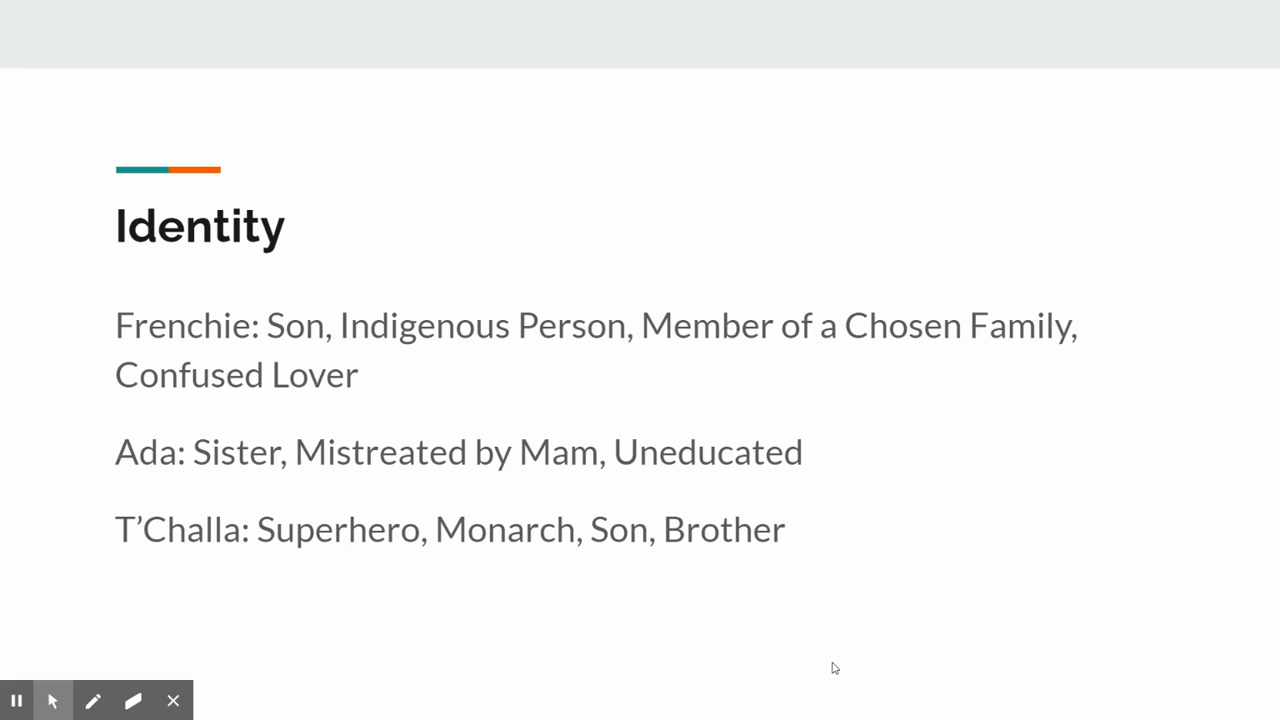 Identity
Frenchie: Son, Indigenous Person, Member of a Chosen Family,
Confused Lover
Ada: Sister, Mistreated by Mam, Uneducated
T’Challa: Superhero, Monarch, Son, Brother